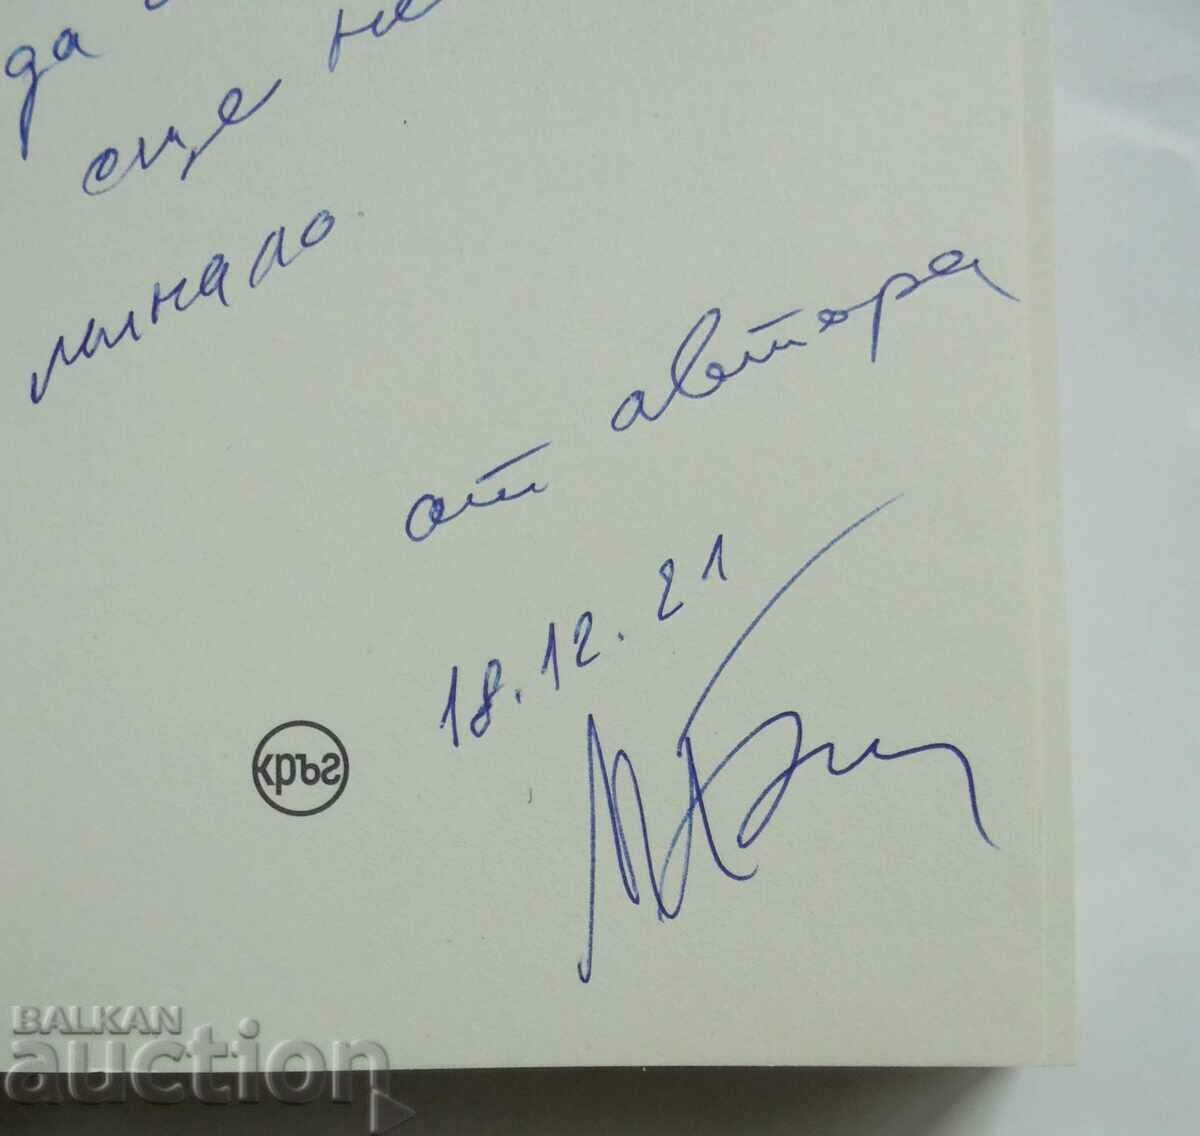 да
още не
минало.
от автора
18.12.21
кръг
BALKAN
auction